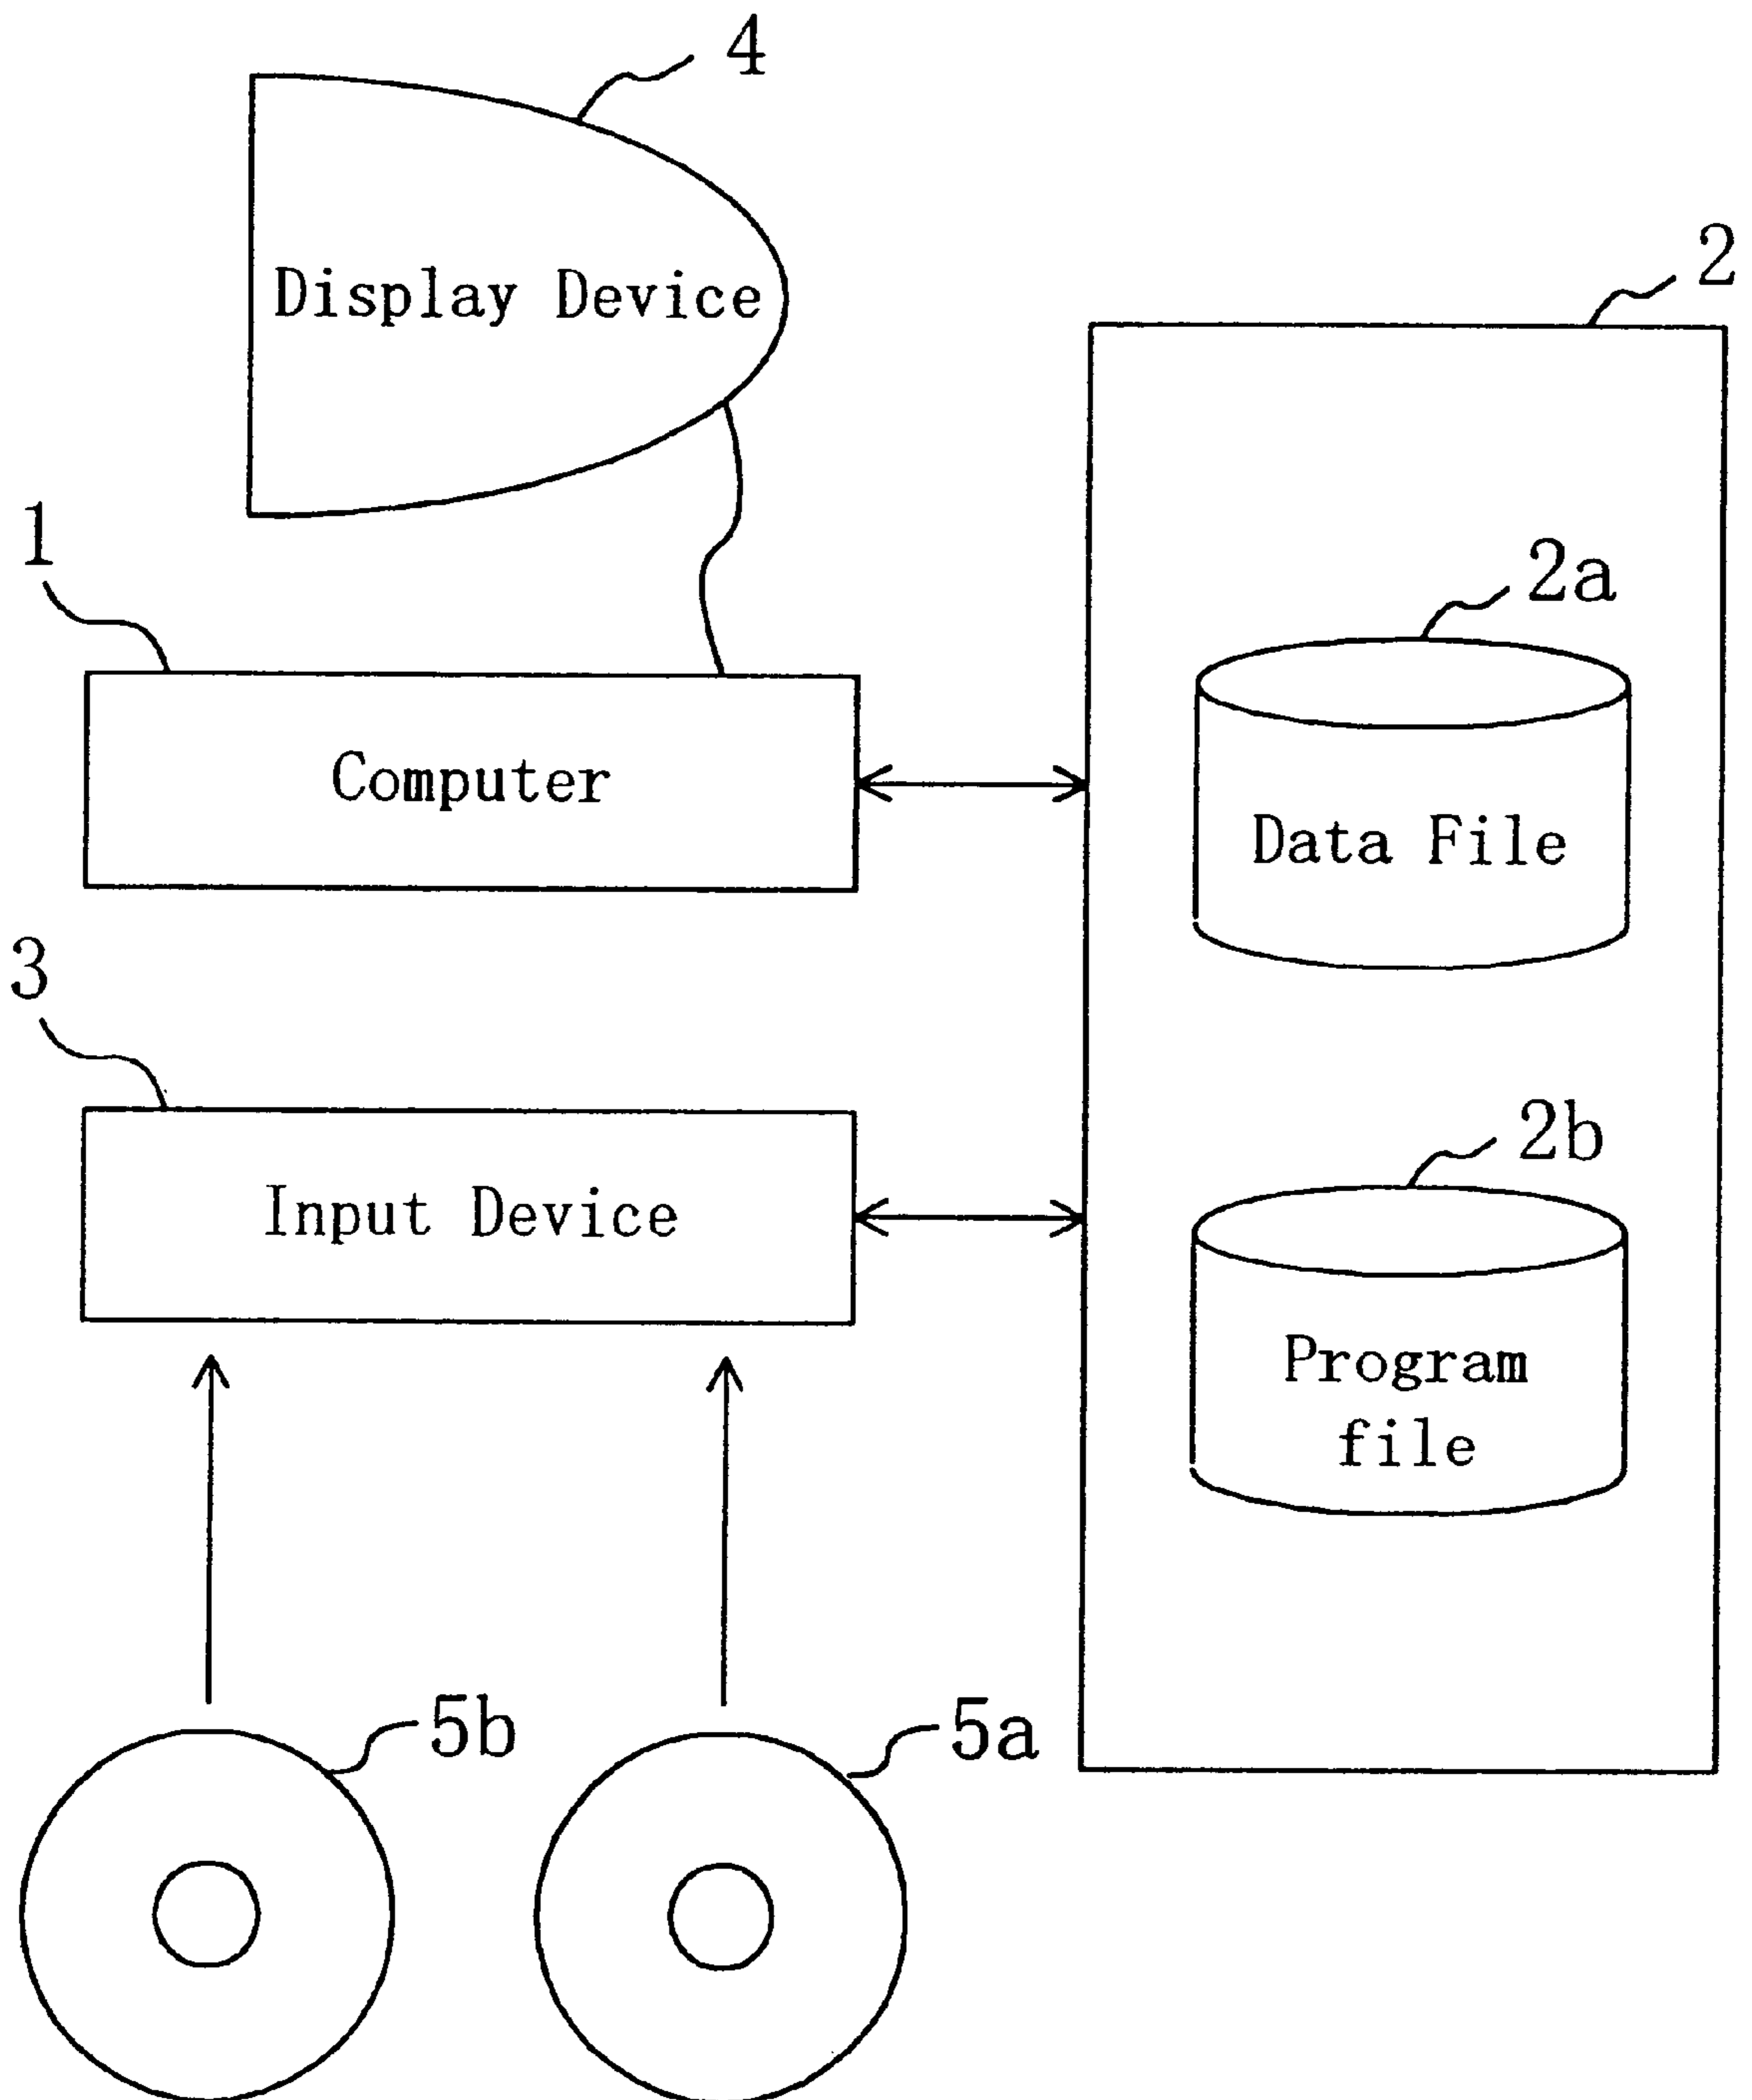 4
Display Device
2
1
2a
Computer
Data File
3
2b
Input Device
Program
file
5b
5a